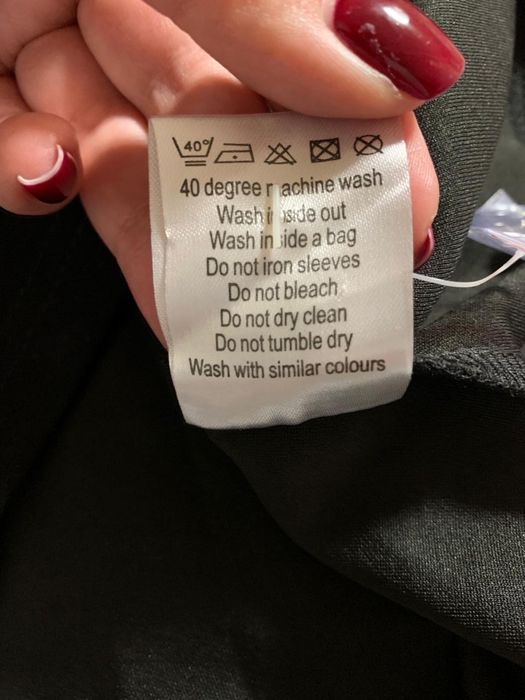 40°
40 degree machine wash
Wash inside out
Wash inside a bag
Do not iron sleeves
Do not bleach
Do not dry clean
Do not tumble dry
Wash with similar colours